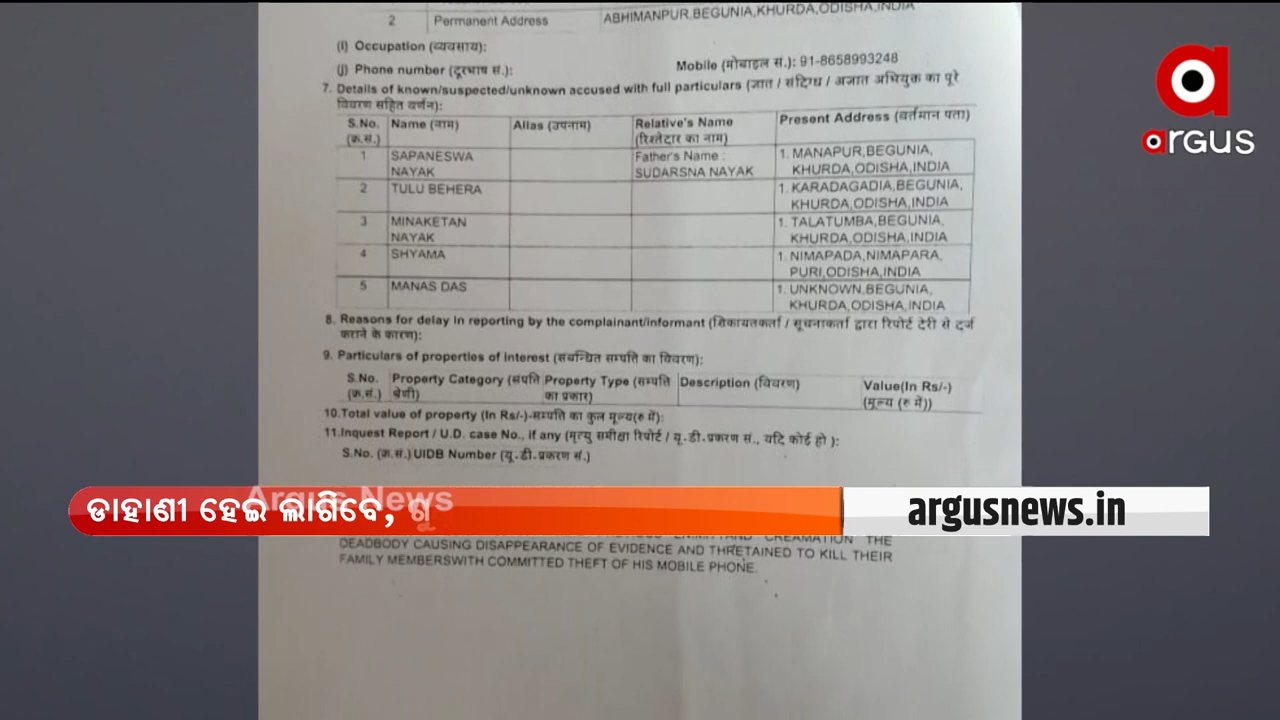 2 Permanent Address ABHIMANPUR,BEGUNIA,KHURDA,ODISHA,INDIA
(i) Occupation (व्यवसाय):
(j) Phone number (दूरभाष सं.): Mobile (मोबाइल सं.): 91-8658993248
7. Details of known/suspected/unknown accused with full particulars (ज्ञात / संदिग्ध / अज्ञात अभियुक्त का पूरे
विवरण सहित वर्णन):
S.No. Name (नाम) Alias (उपनाम) Relative's Name Present Address (वर्तमान पता)
(क्र.सं.) (रिश्तेदार का नाम)
1 SAPANESWA Father's Name : 1. MANAPUR,BEGUNIA,
NAYAK SUDARSNA NAYAK KHURDA,ODISHA,INDIA
2 TULU BEHERA 1. KARADAGADIA,BEGUNIA,
KHURDA,ODISHA,INDIA
3 MINAKETAN 1. TALATUMBA,BEGUNIA,
NAYAK KHURDA,ODISHA,INDIA
4 SHYAMA 1. NIMAPADA,NIMAPARA,
PURI,ODISHA,INDIA
5 MANAS DAS 1. UNKNOWN,BEGUNIA,
KHURDA,ODISHA,INDIA
8. Reasons for delay in reporting by the complainant/informant (शिकायतकर्ता / सूचनाकर्ता द्वारा रिपोर्ट देरी से दर्ज
कराने के कारण):
9. Particulars of properties of interest (संबन्धित सम्पति का विवरण):
S.No. Property Category (संपति Property Type (सम्पति Description (विवरण) Value(In Rs/-)
(क्र.सं.) श्रेणी) का प्रकार) (मूल्य (रु में))
10.Total value of property (In Rs/-)-सम्पति का कुल मूल्य(रु में):
11.Inquest Report / U.D. case No., if any (मृत्यु समीक्षा रिपोर्ट / यू.डी.प्रकरण सं., यदि कोई हो ):
S.No. (क्र.सं.) UIDB Number (यू.डी.प्रकरण सं.)
Argus News
ଡାହାଣୀ ହେଇ ଲାଗିବେ, ଗୁ
argusnews.in
CREAMATION THE
DEADBODY CAUSING DISAPPEARANCE OF EVIDENCE AND THRETAINED TO KILL THEIR
FAMILY MEMBERSWITH COMMITTED THEFT OF HIS MOBILE PHONE.
argus